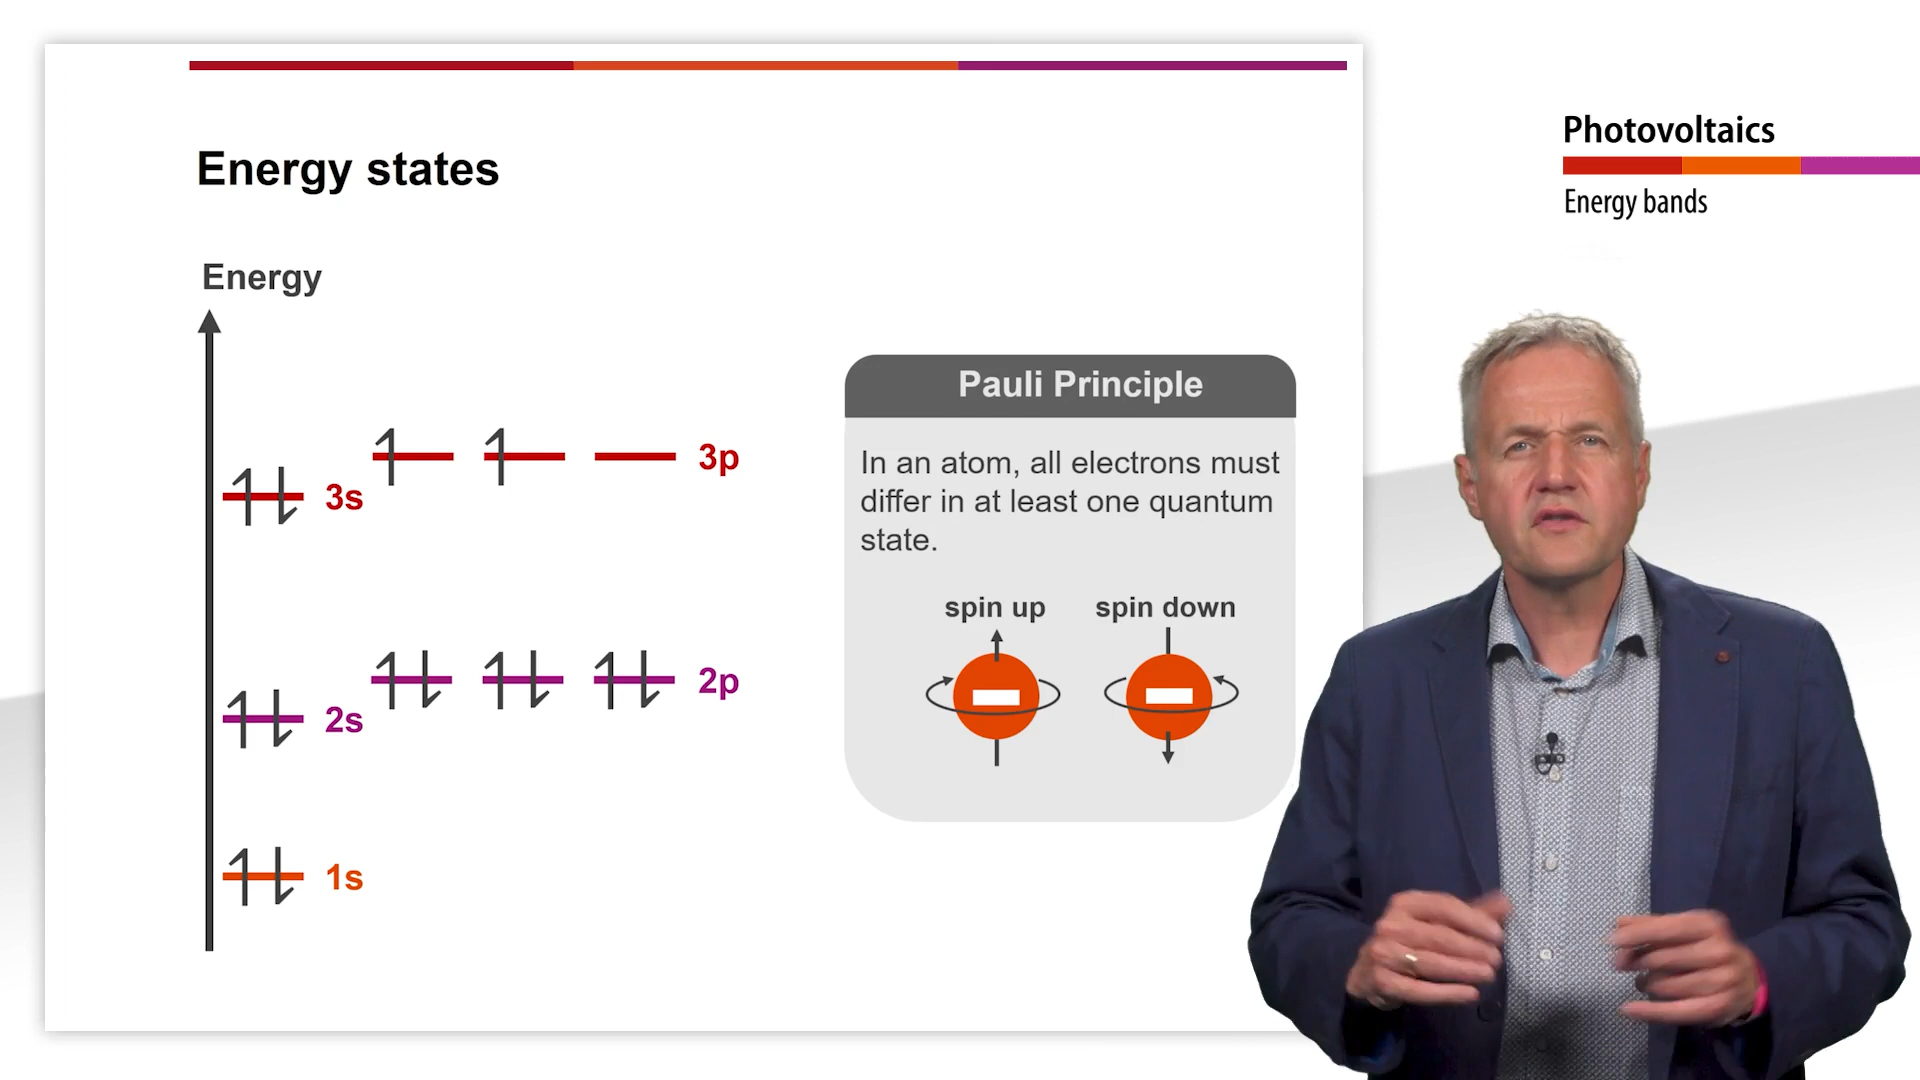 Energy states
Energy
3p
3s
2p
2s
1s
Pauli Principle
In an atom, all electrons must
differ in at least one quantum
state.
spin up
spin down
Photovoltaics
Energy bands